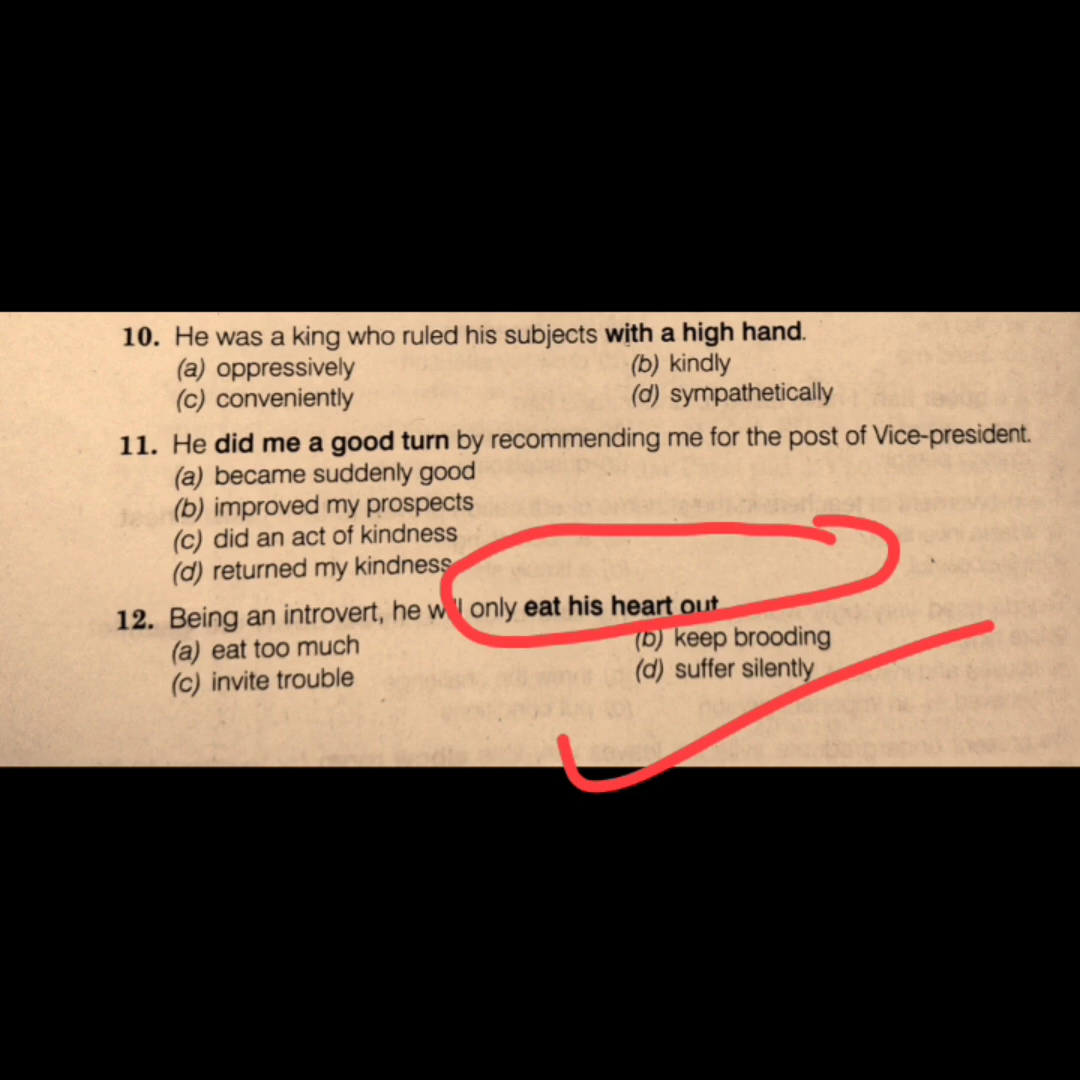 10. He was a king who ruled his subjects with a high hand.
(a) oppressively (b) kindly
(c) conveniently (d) sympathetically
11. He did me a good turn by recommending me for the post of Vice-president.
(a) became suddenly good
(b) improved my prospects
(c) did an act of kindness
(d) returned my kindness
12. Being an introvert, he will only eat his heart out
(a) eat too much (b) keep brooding
(c) invite trouble (d) suffer silently